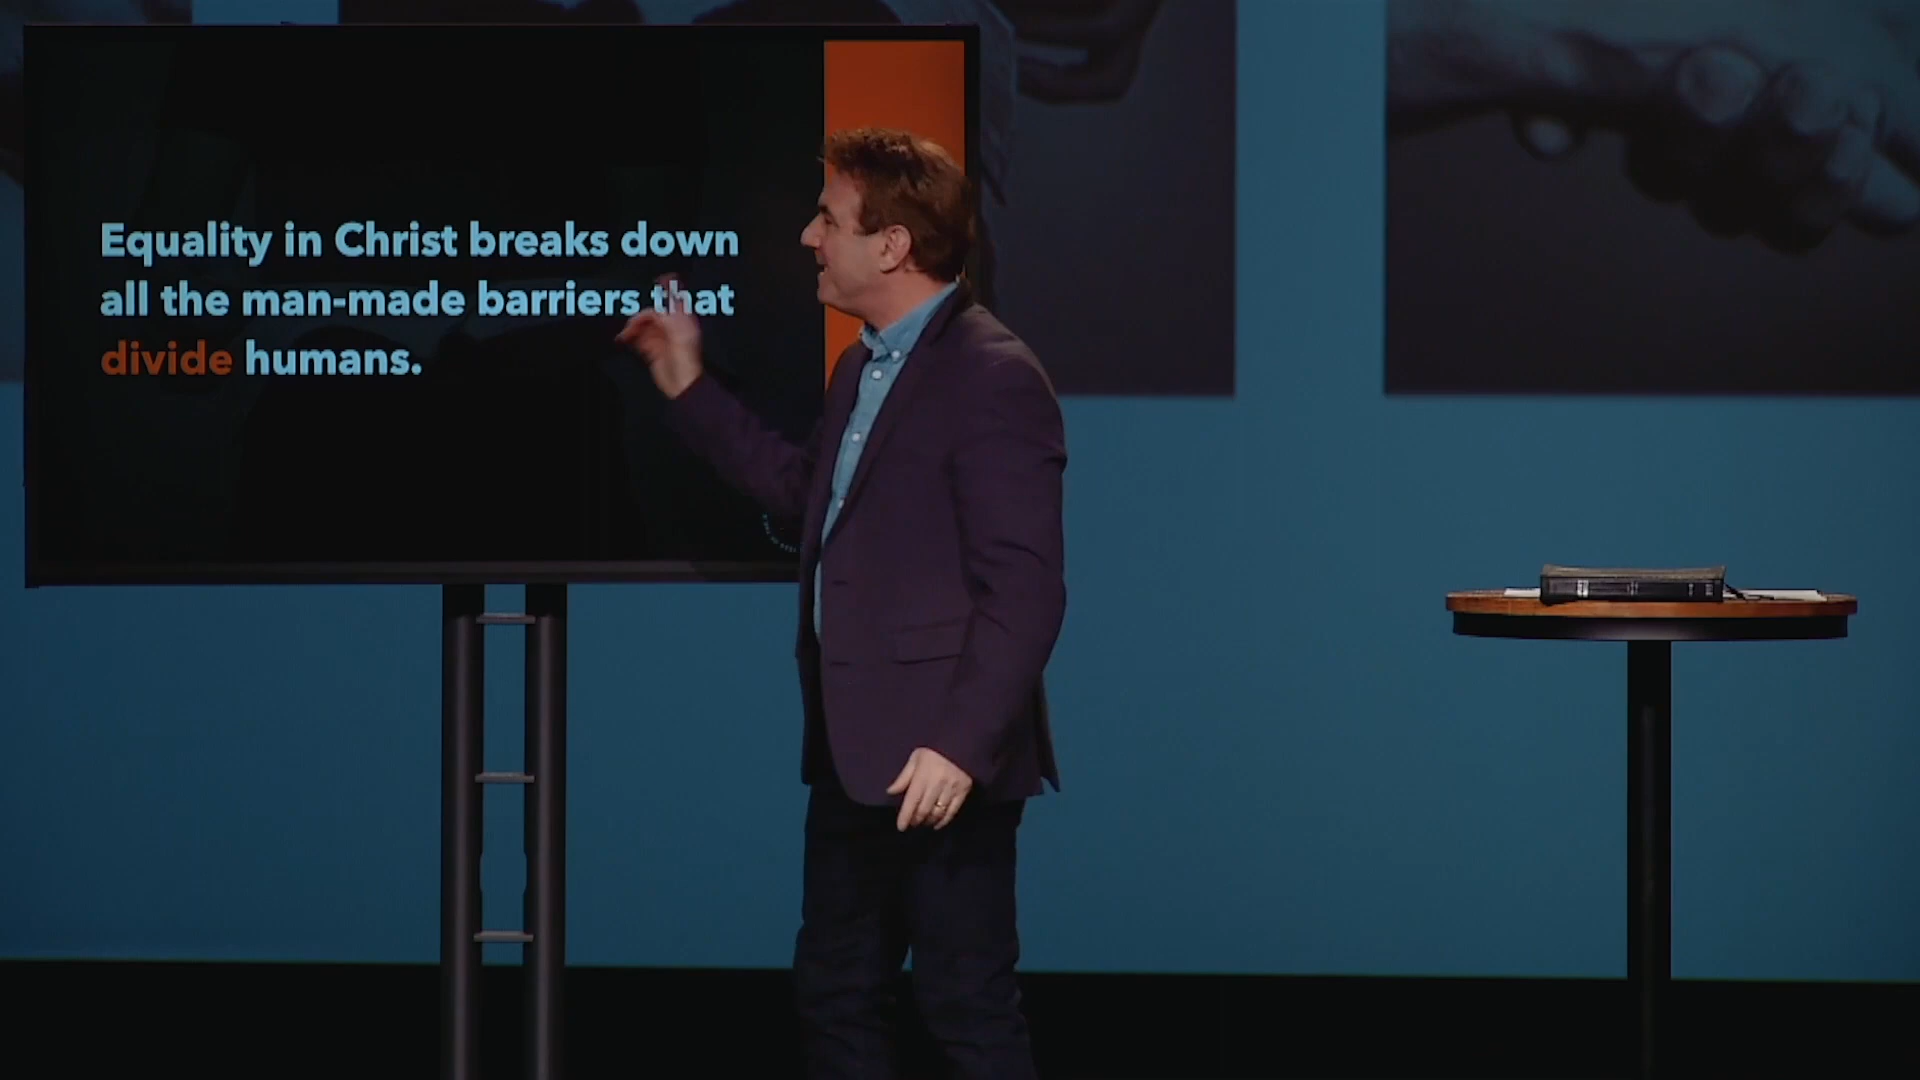 Equality in Christ breaks down
all the man-made barriers that
divide humans.